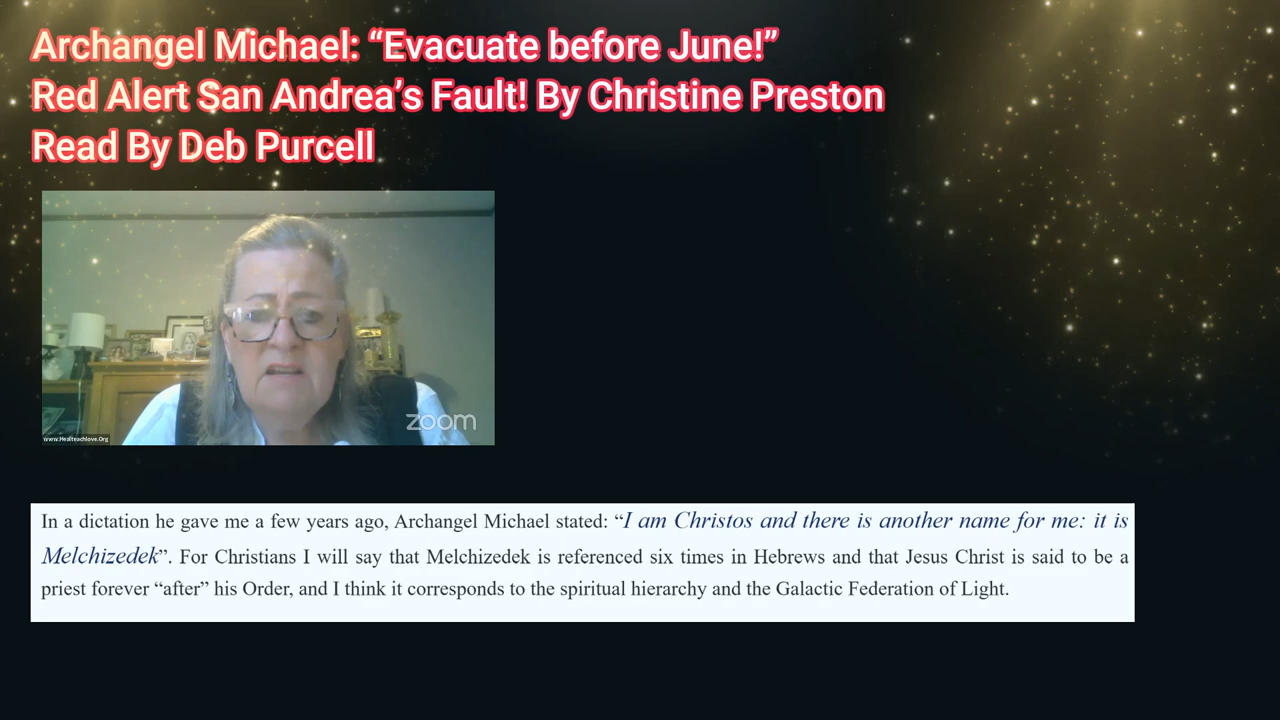 Archangel Michael: “Evacuate before June!”
Red Alert San Andrea’s Fault! By Christine Preston
Read By Deb Purcell
zoom
www.Healteachlove.Org
In a dictation he gave me a few years ago, Archangel Michael stated: “I am Christos and there is another name for me: it is
Melchizedek”. For Christians I will say that Melchizedek is referenced six times in Hebrews and that Jesus Christ is said to be a
priest forever “after” his Order, and I think it corresponds to the spiritual hierarchy and the Galactic Federation of Light.